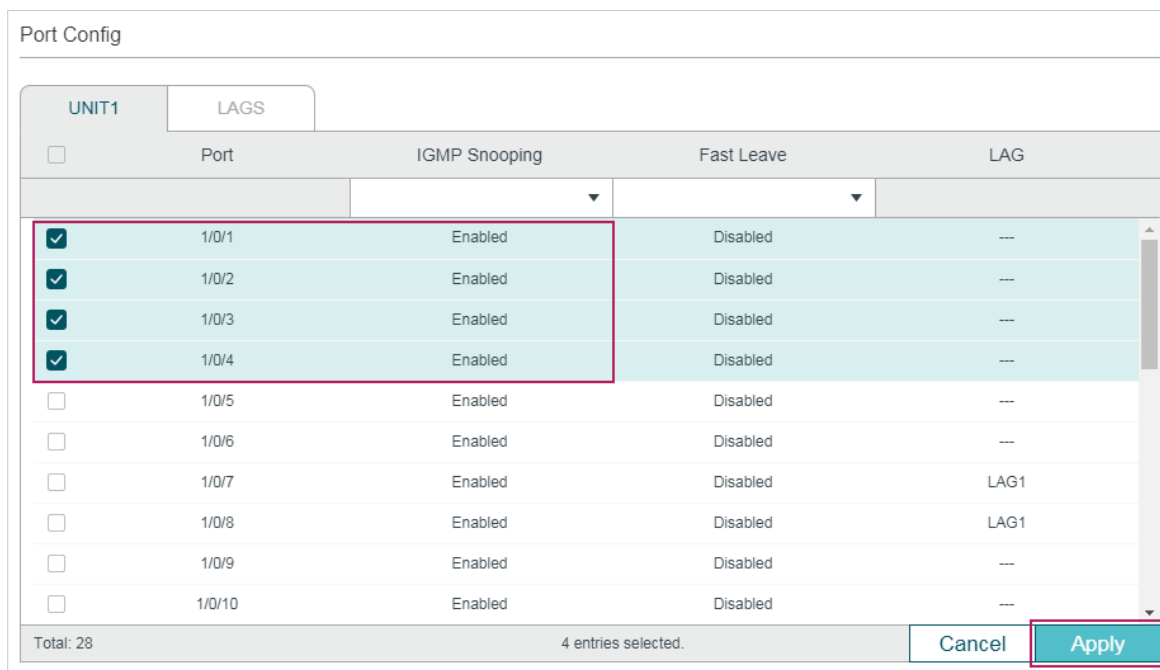 Port Config
UNIT1 LAGS
Port IGMP Snooping Fast Leave LAG
1/0/1 Enabled Disabled ---
1/0/2 Enabled Disabled ---
1/0/3 Enabled Disabled ---
1/0/4 Enabled Disabled ---
1/0/5 Enabled Disabled ---
1/0/6 Enabled Disabled ---
1/0/7 Enabled Disabled LAG1
1/0/8 Enabled Disabled LAG1
1/0/9 Enabled Disabled ---
1/0/10 Enabled Disabled ---
Total: 28 4 entries selected. Cancel Apply